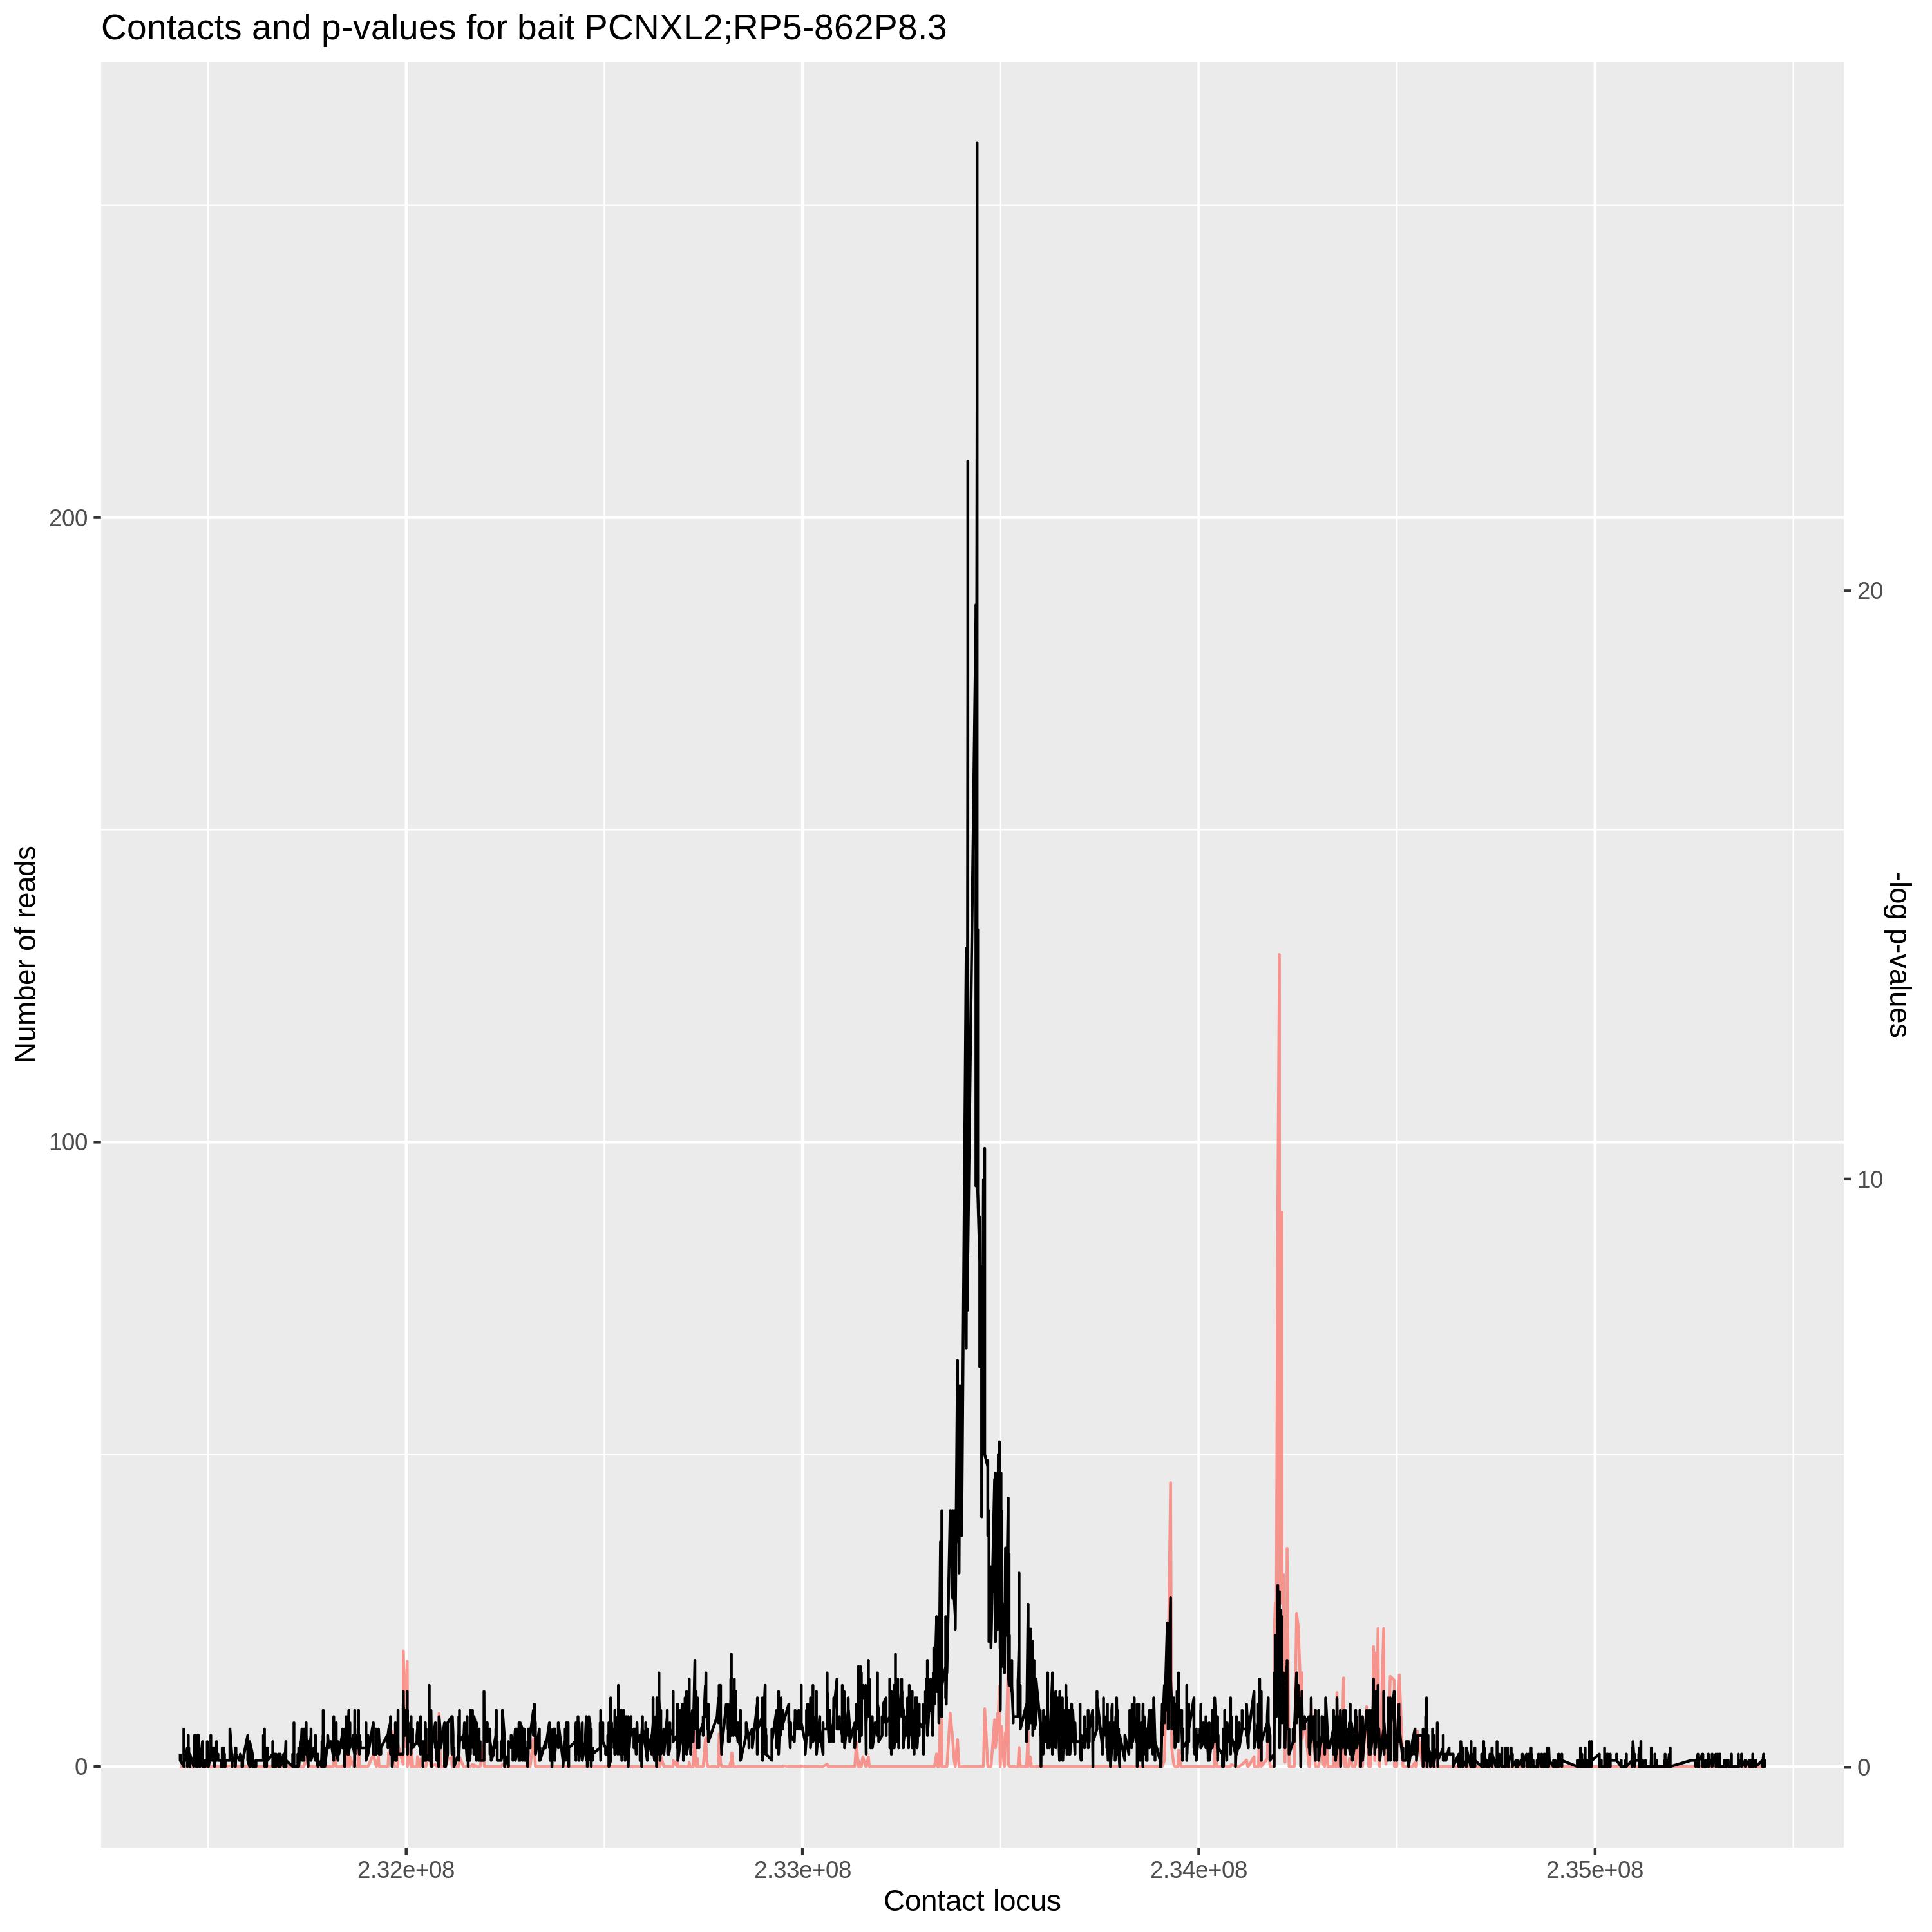 Contacts and p-values for bait PCNXL2;RP5-862P8.3
Number of reads
200
100
0
20
10
0
-log p-values
2.32e+08
2.33e+08
2.34e+08
2.35e+08
Contact locus